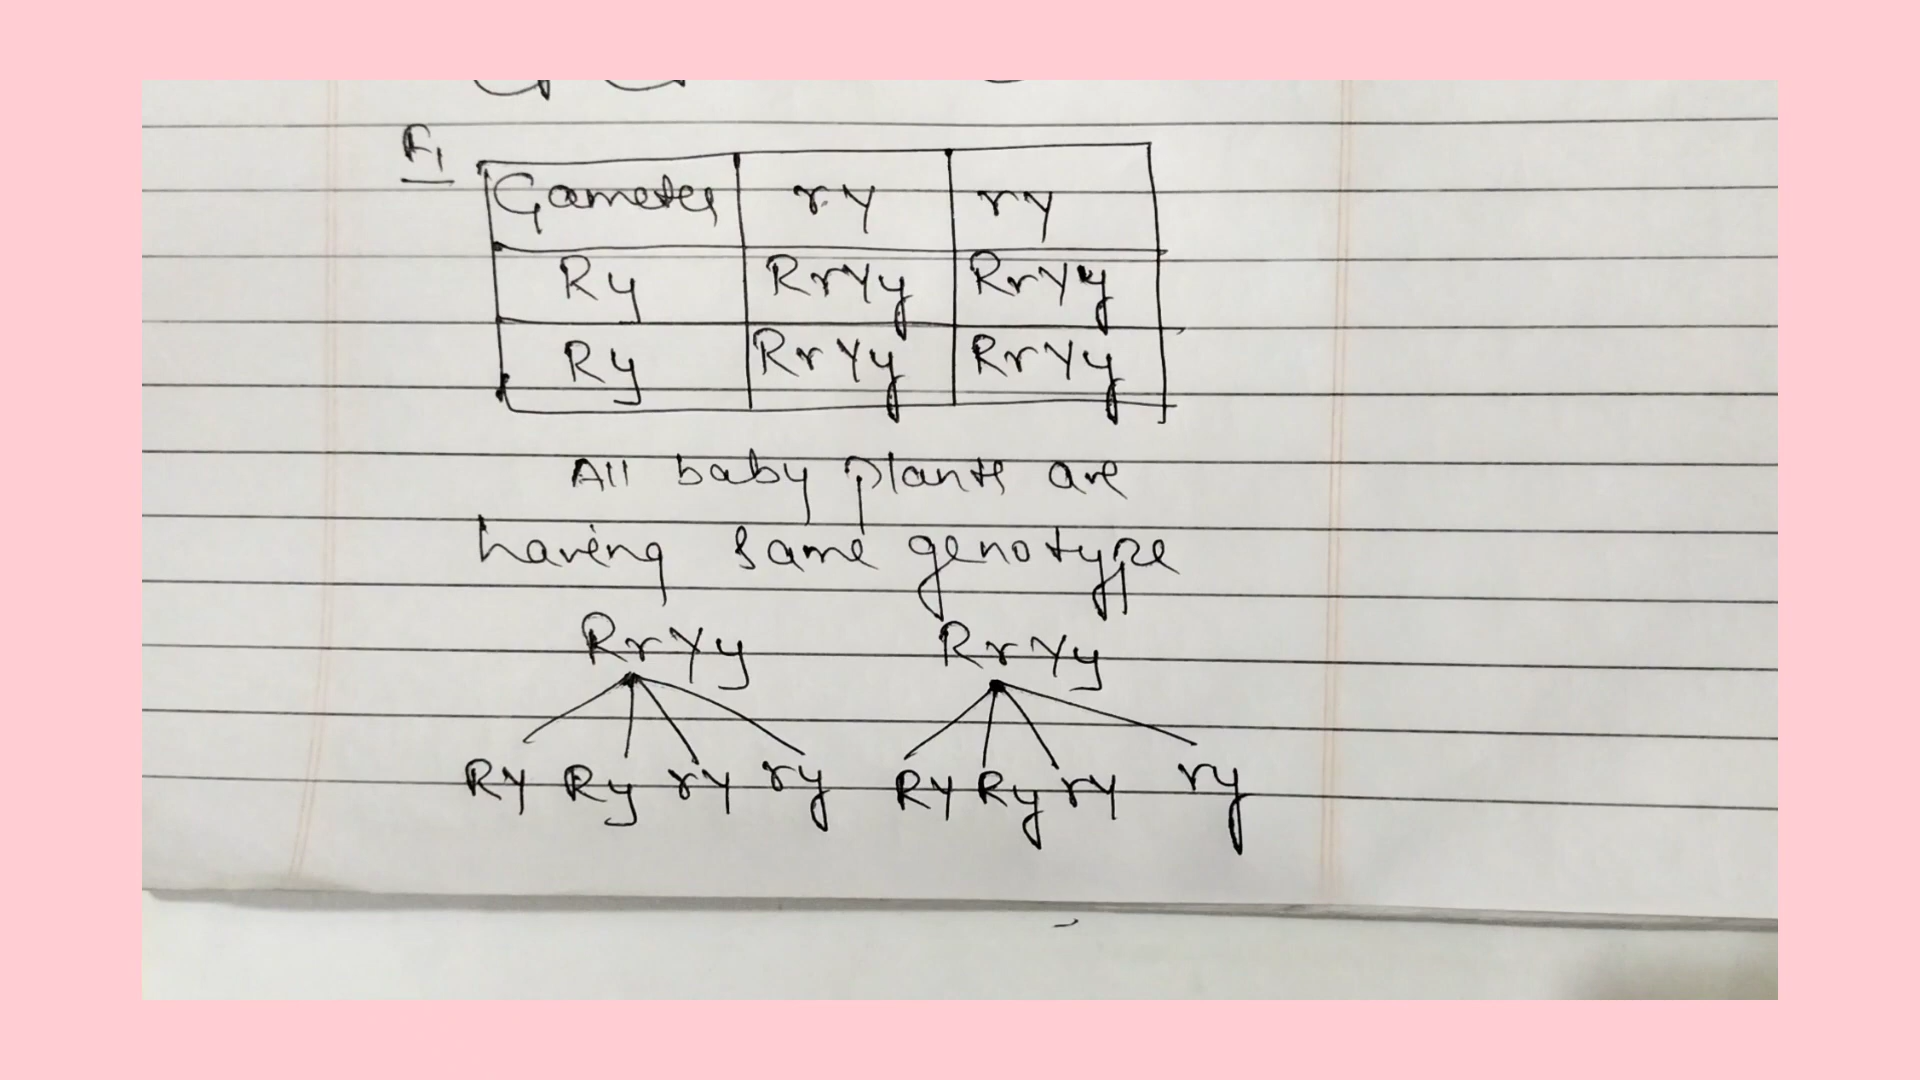 F1
Gametes rY rY
Ry RrYy RrYy
Ry RrYy RrYy
All baby plants are
having same genotype
RrYy RrYy
RY Ry rY ry RY Ry rY ry